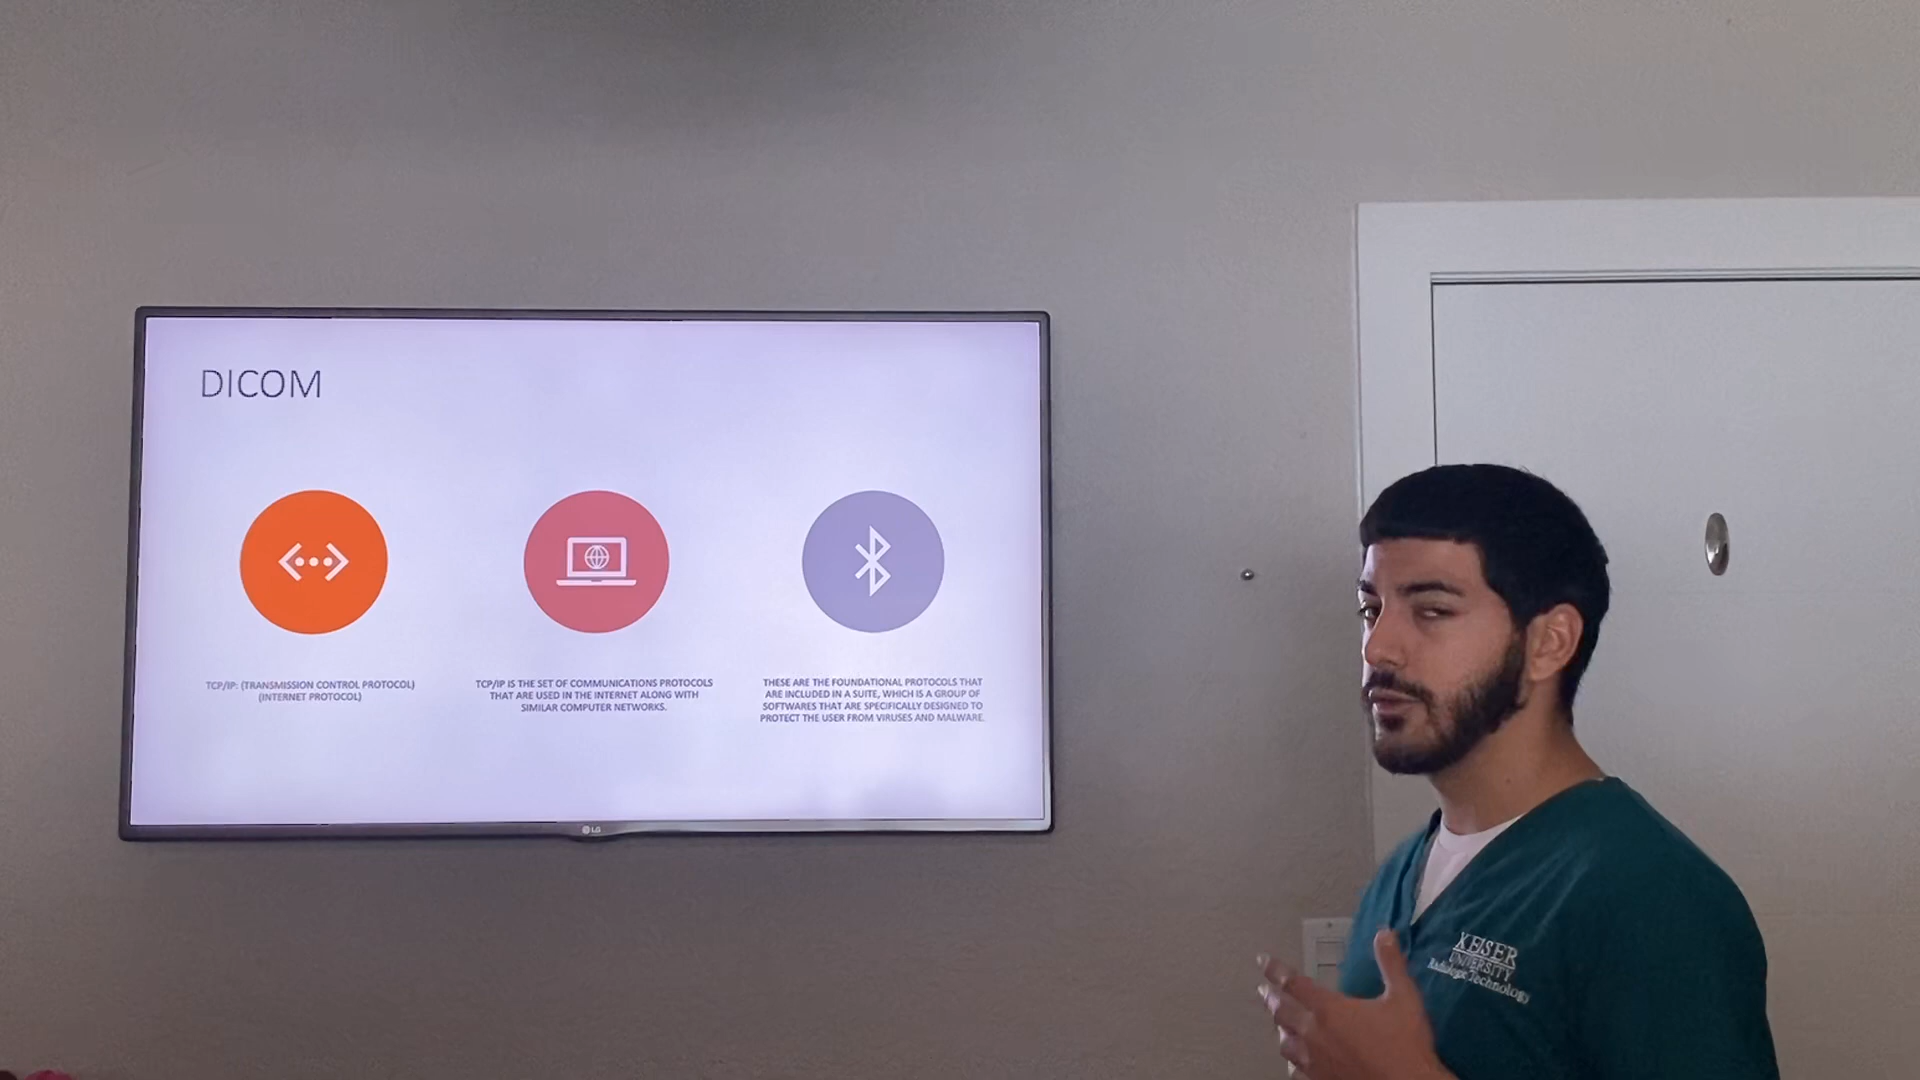 DICOM
TCP/IP: (TRANSMISSION CONTROL PROTOCOL)
(INTERNET PROTOCOL)
TCP/IP IS THE SET OF COMMUNICATIONS PROTOCOLS
THAT ARE USED IN THE INTERNET ALONG WITH
SIMILAR COMPUTER NETWORKS.
THESE ARE THE FOUNDATIONAL PROTOCOLS THAT
ARE INCLUDED IN A SUITE, WHICH IS A GROUP OF
SOFTWARES THAT ARE SPECIFICALLY DESIGNED TO
PROTECT THE USER FROM VIRUSES AND MALWARE.
LG
KEISER
UNIVERSITY
Radiologic Technology